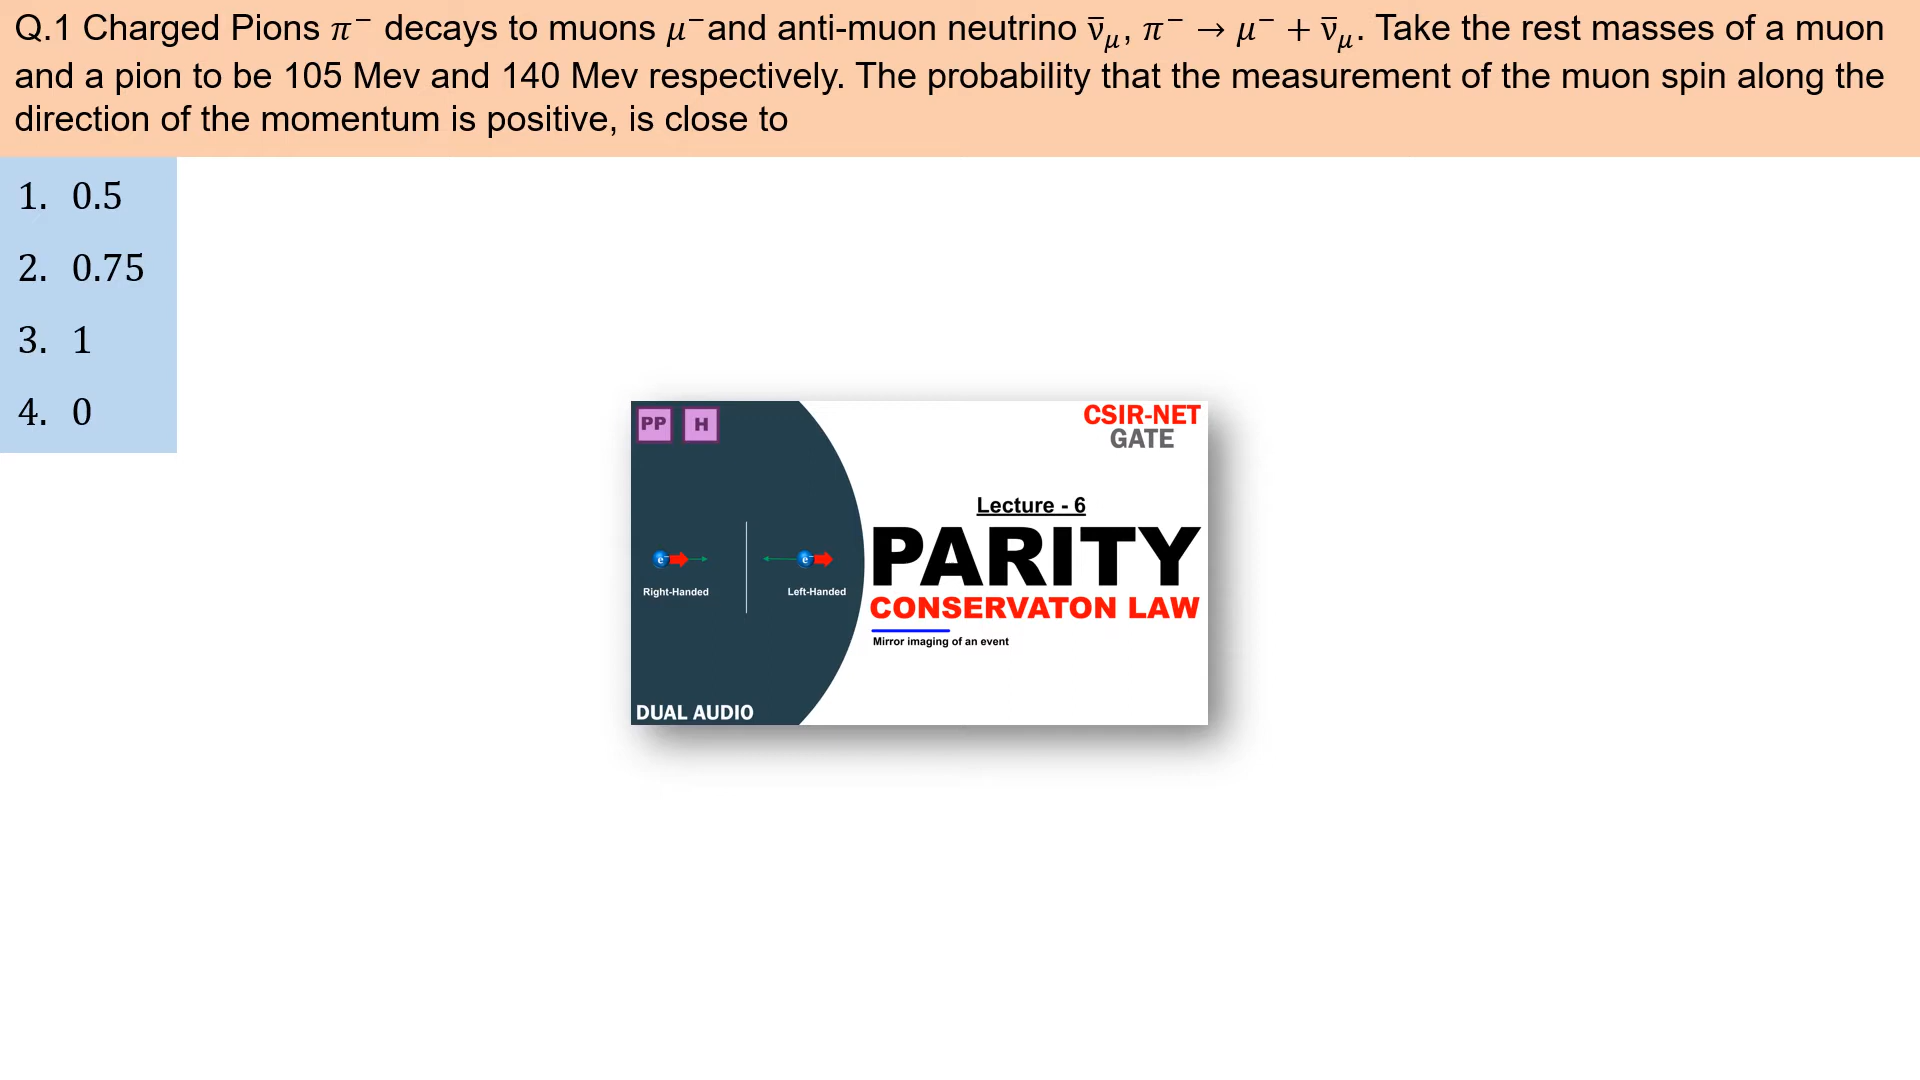 Q.1 Charged Pions π⁻ decays to muons μ⁻and anti-muon neutrino ν̄_μ, π⁻ → μ⁻ + ν̄_μ. Take the rest masses of a muon
and a pion to be 105 Mev and 140 Mev respectively. The probability that the measurement of the muon spin along the
direction of the momentum is positive, is close to
1. 0.5
2. 0.75
3. 1
4. 0
PP H
CSIR-NET
GATE
Lecture - 6
PARITY
CONSERVATON LAW
Mirror imaging of an event
e⁻ e⁻
Right-Handed Left-Handed
DUAL AUDIO